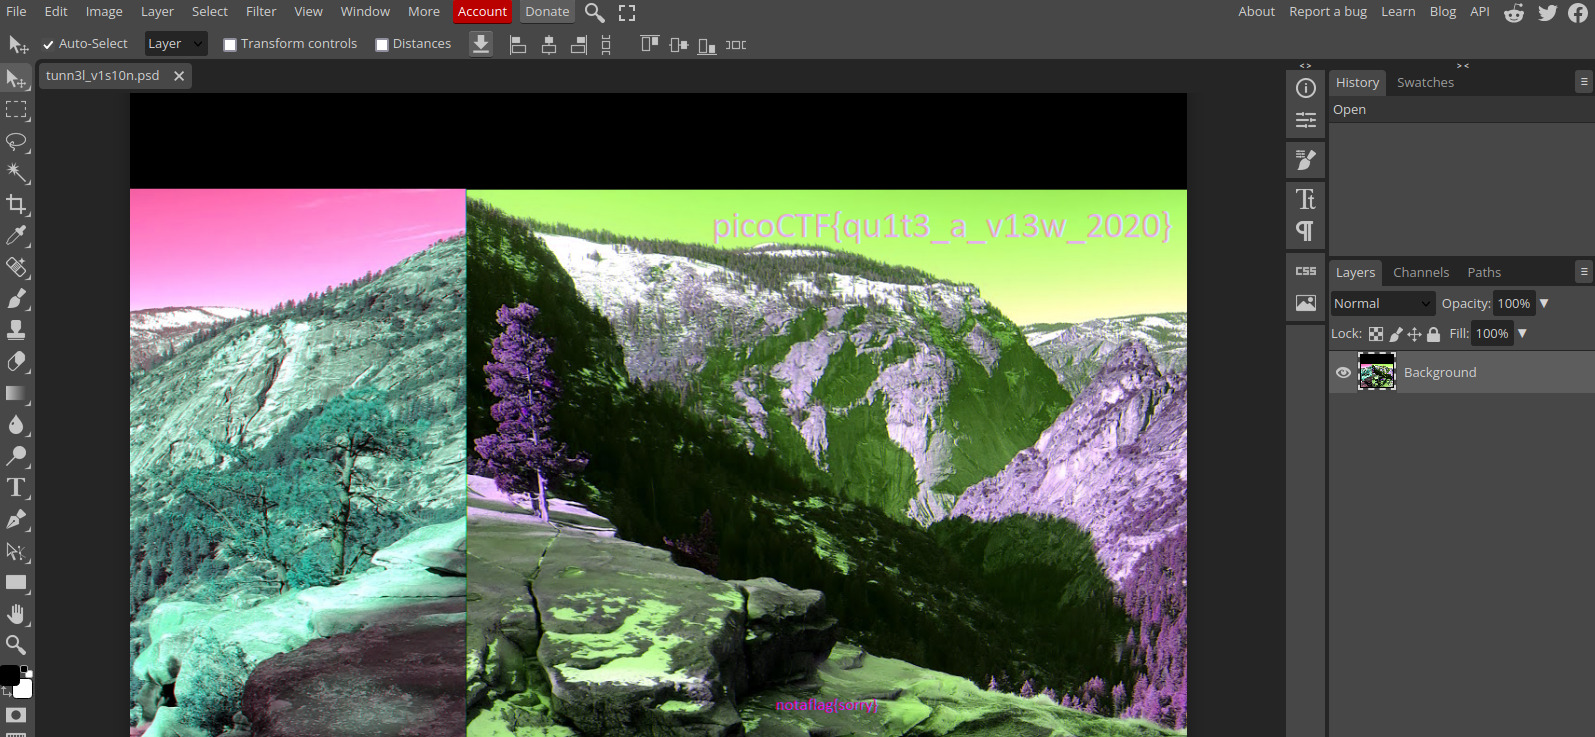 File Edit Image Layer Select Filter View Window More Account Donate About Report a bug Learn Blog API
Auto-Select Layer Transform controls Distances
tunn3l_v1s10n.psd
< > > <
History Swatches
Open
picoCTF{qu1t3_a_v13w_2020}
CSS
Layers Channels Paths
Normal Opacity: 100%
Lock: Fill: 100%
Background
notaflag{sorry}